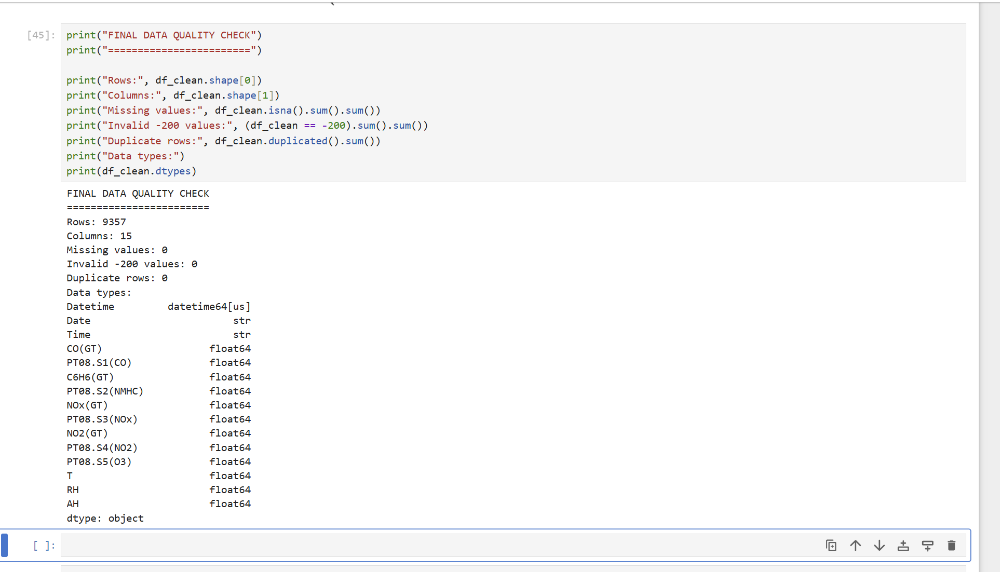 [45]:
print("FINAL DATA QUALITY CHECK")
print("========================")
print("Rows:", df_clean.shape[0])
print("Columns:", df_clean.shape[1])
print("Missing values:", df_clean.isna().sum().sum())
print("Invalid -200 values:", (df_clean == -200).sum().sum())
print("Duplicate rows:", df_clean.duplicated().sum())
print("Data types:")
print(df_clean.dtypes)
FINAL DATA QUALITY CHECK
========================
Rows: 9357
Columns: 15
Missing values: 0
Invalid -200 values: 0
Duplicate rows: 0
Data types:
Datetime         datetime64[us]
Date                        str
Time                        str
CO(GT)                  float64
PT08.S1(CO)             float64
C6H6(GT)                float64
PT08.S2(NMHC)           float64
NOx(GT)                 float64
PT08.S3(NOx)            float64
NO2(GT)                 float64
PT08.S4(NO2)            float64
PT08.S5(O3)             float64
T                       float64
RH                      float64
AH                      float64
dtype: object
[ ]: